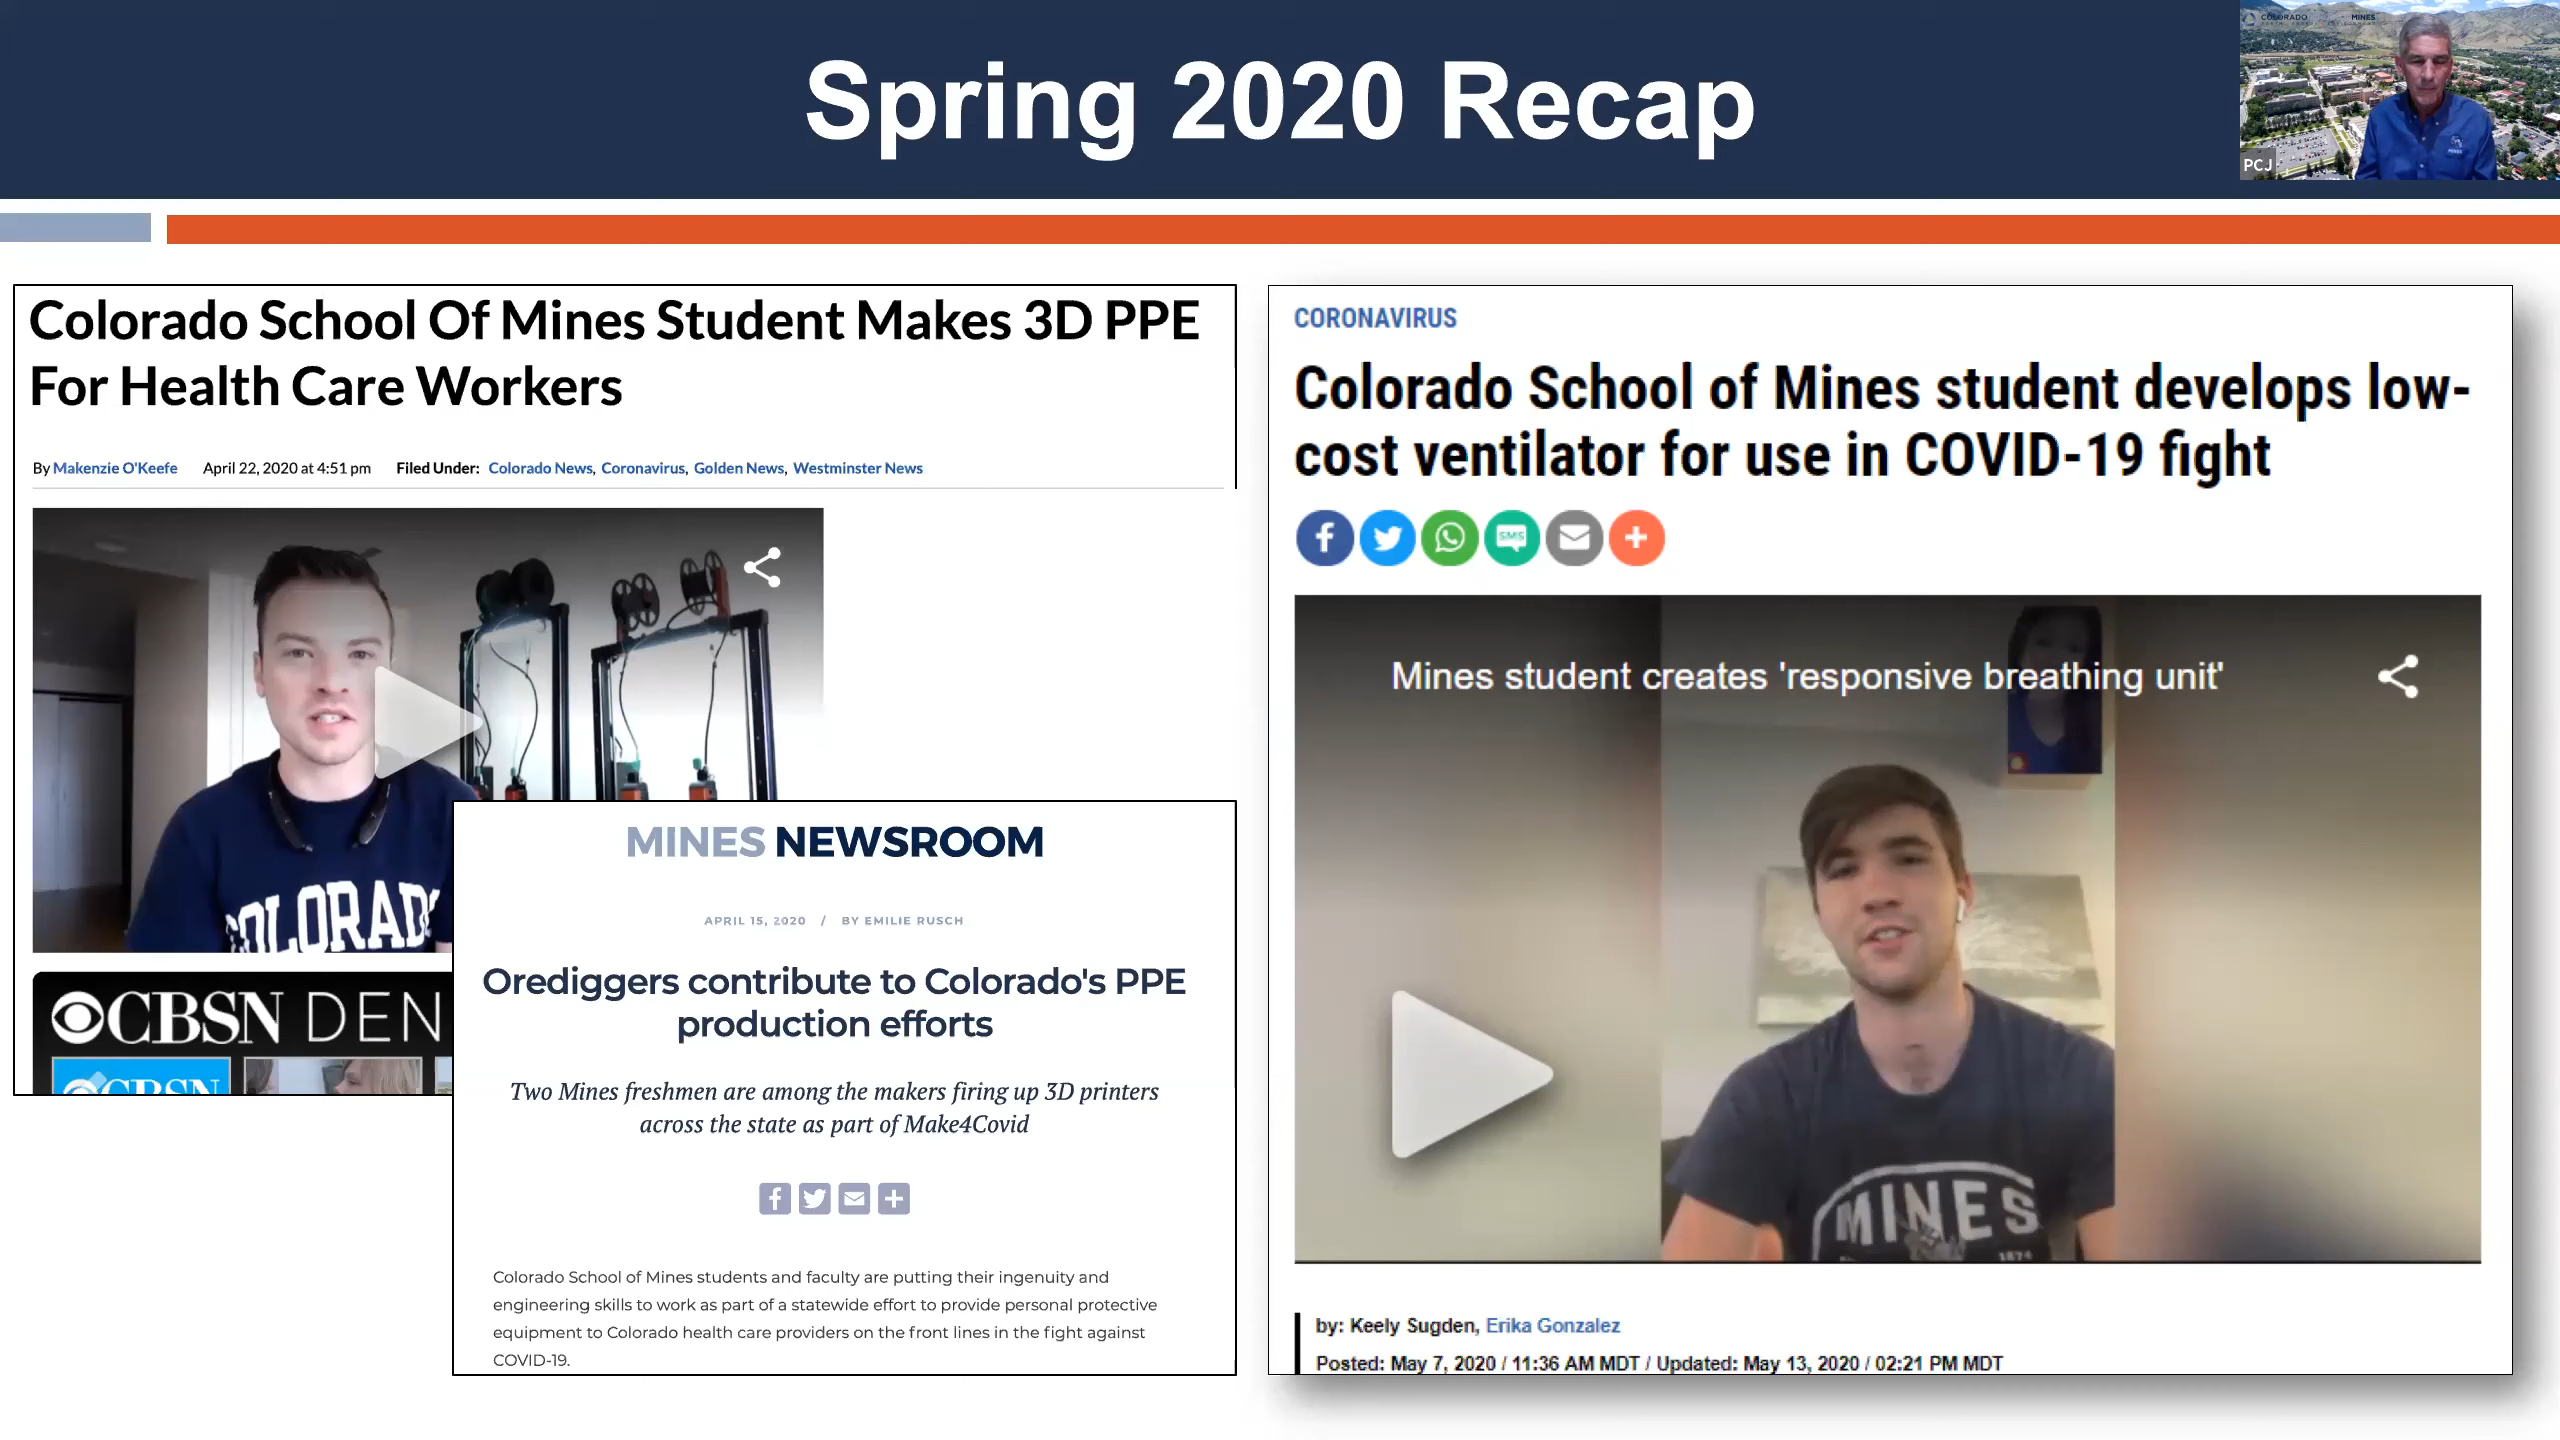 Spring 2020 Recap
COLORADO MINES
PCJ
Colorado School Of Mines Student Makes 3D PPE
For Health Care Workers
By Makenzie O'Keefe April 22, 2020 at 4:51 pm Filed Under: Colorado News, Coronavirus, Golden News, Westminster News
COLORADO
CBSN DEN
CBSN
MINES NEWSROOM
APRIL 15, 2020 / BY EMILIE RUSCH
Orediggers contribute to Colorado's PPE
production efforts
Two Mines freshmen are among the makers firing up 3D printers
across the state as part of Make4Covid
Colorado School of Mines students and faculty are putting their ingenuity and
engineering skills to work as part of a statewide effort to provide personal protective
equipment to Colorado health care providers on the front lines in the fight against
COVID-19.
CORONAVIRUS
Colorado School of Mines student develops low-
cost ventilator for use in COVID-19 fight
SMS
Mines student creates 'responsive breathing unit'
MINES
1874
by: Keely Sugden, Erika Gonzalez
Posted: May 7, 2020 / 11:36 AM MDT / Updated: May 13, 2020 / 02:21 PM MDT